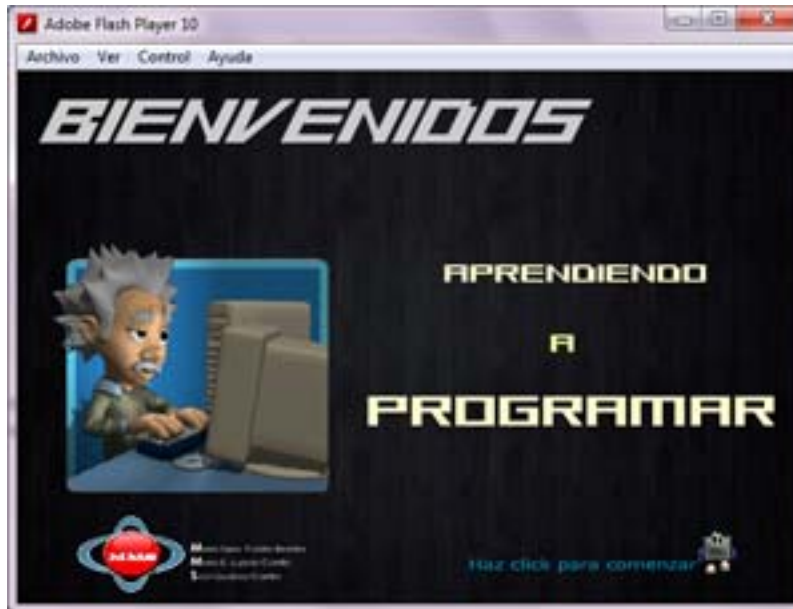 Adobe Flash Player 10
Archivo Ver Control Ayuda
BIENVENIDOS
APRENDIENDO
A
PROGRAMAR
Haz click para comenzar